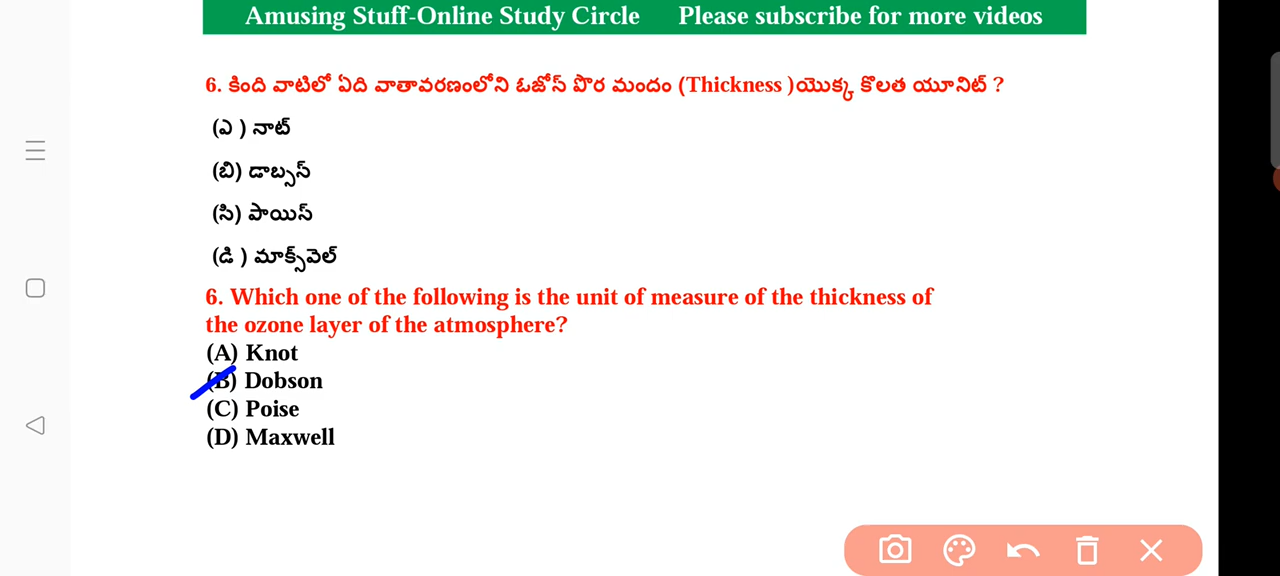 Amusing Stuff-Online Study Circle Please subscribe for more videos
6. కింది వాటిలో ఏది వాతావరణంలోని ఓజోన్ పొర మందం (Thickness )యొక్క కొలత యూనిట్ ?
(ఎ ) నాట్
(బి) డాబ్సన్
(సి) పాయిస్
(డి ) మాక్స్‌వెల్
6. Which one of the following is the unit of measure of the thickness of
the ozone layer of the atmosphere?
(A) Knot
(B) Dobson
(C) Poise
(D) Maxwell